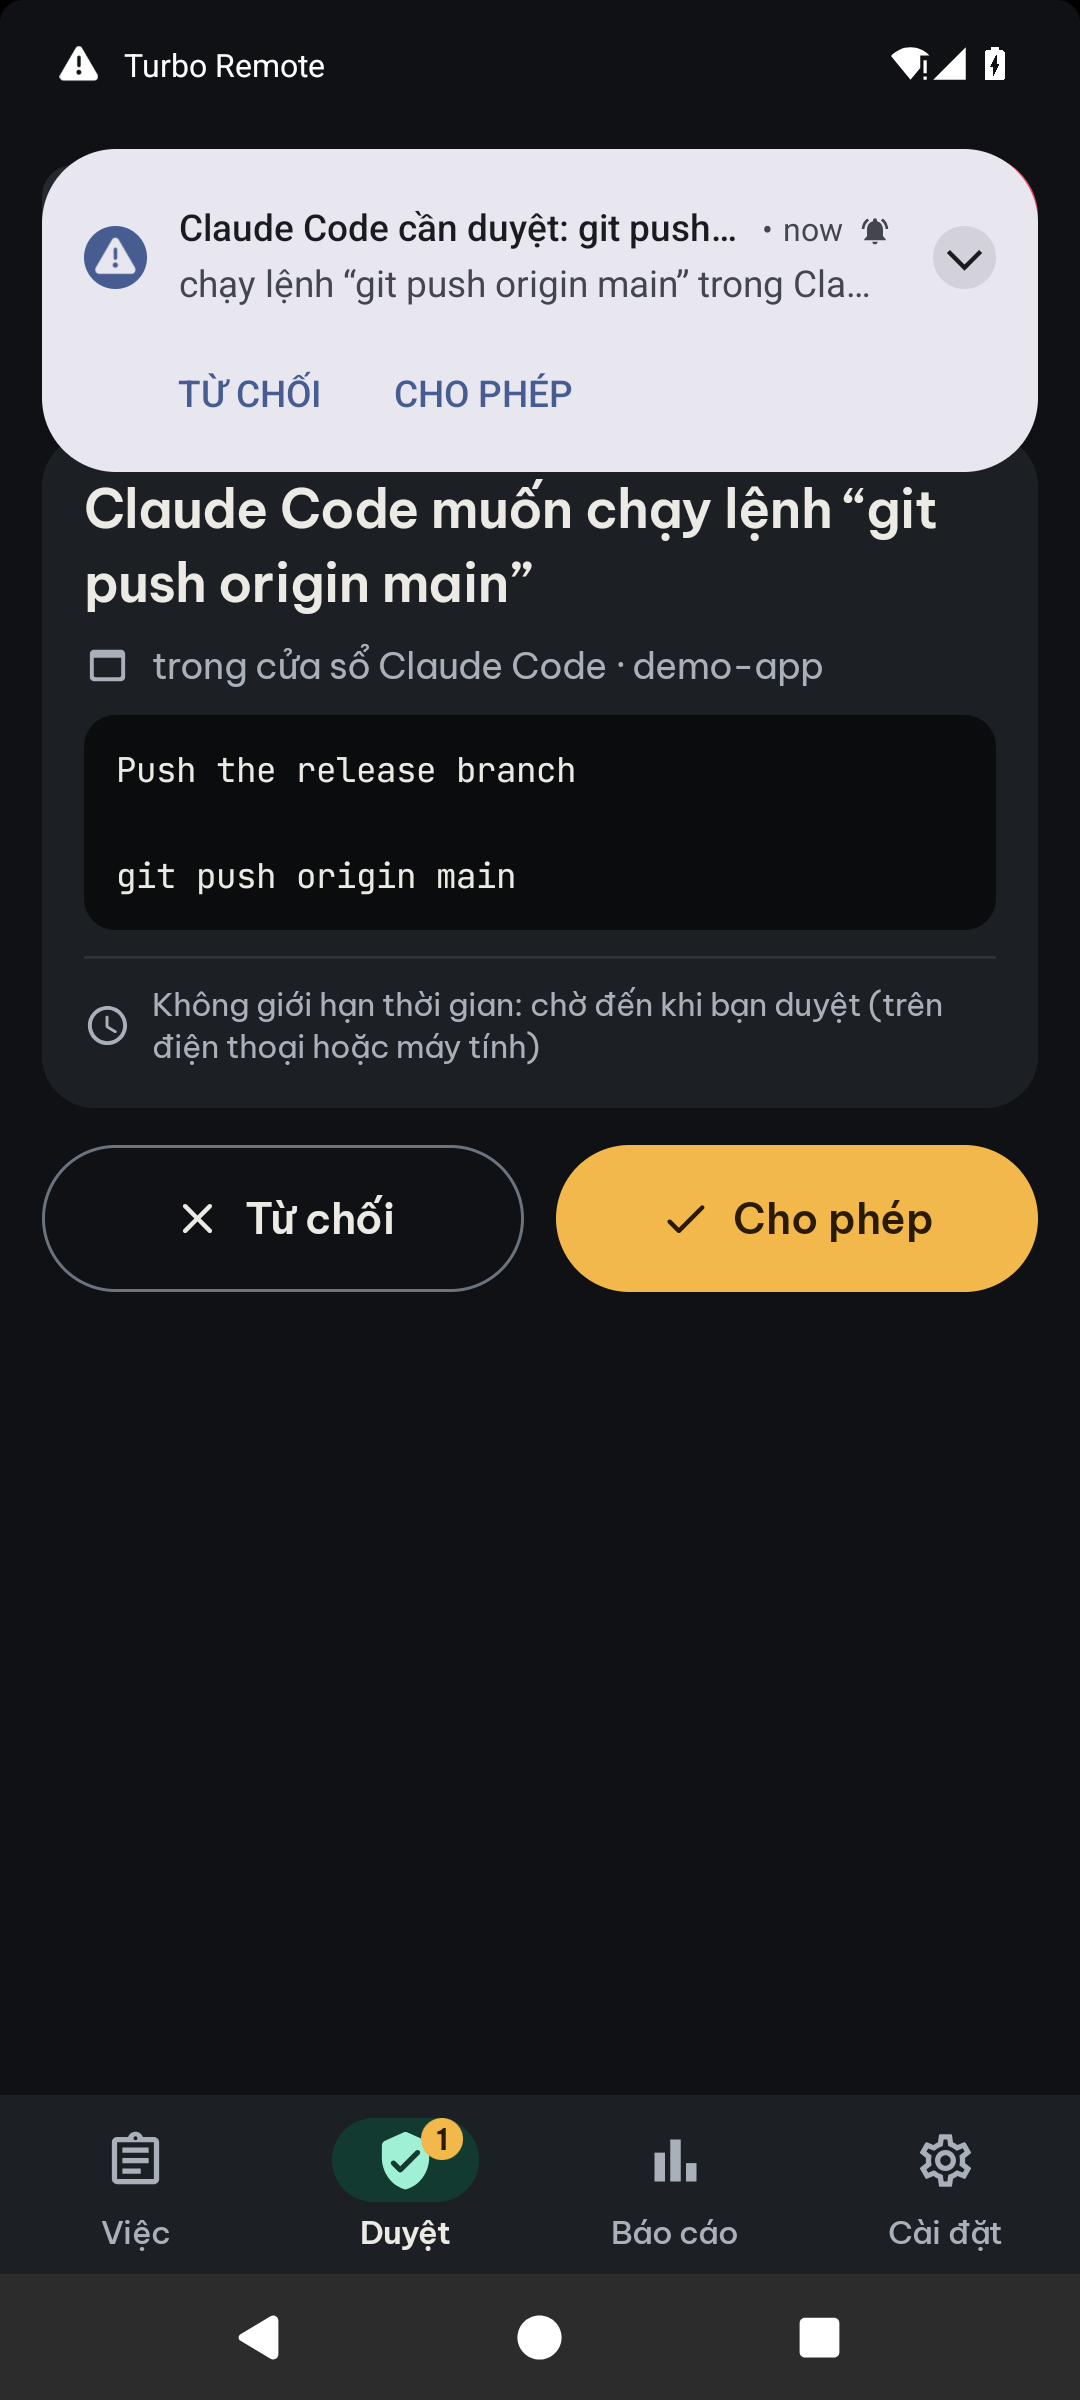 Turbo Remote
Claude Code cần duyệt: git push… • now
chạy lệnh “git push origin main” trong Cla…
TỪ CHỐI CHO PHÉP
Claude Code muốn chạy lệnh “git
push origin main”
trong cửa sổ Claude Code · demo-app
Push the release branch
git push origin main
Không giới hạn thời gian: chờ đến khi bạn duyệt (trên
điện thoại hoặc máy tính)
Từ chối Cho phép
1
Việc Duyệt Báo cáo Cài đặt